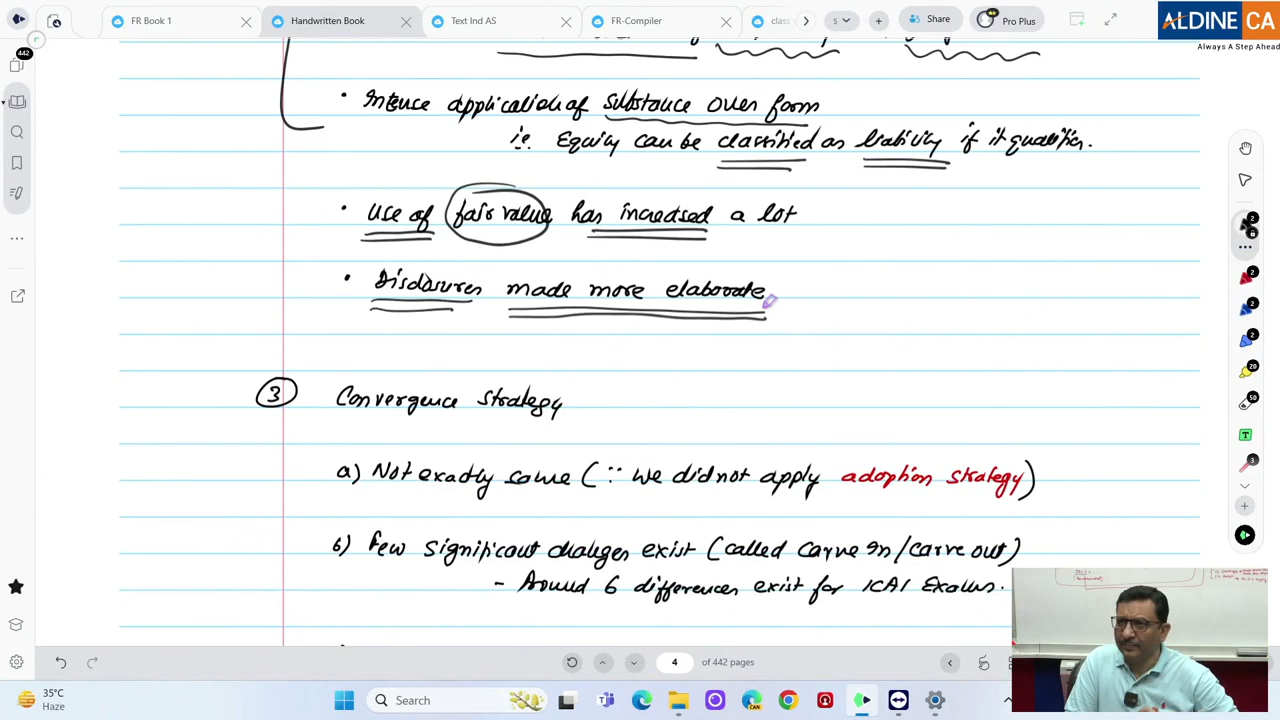 FR Book 1
Handwritten Book
Text Ind AS
FR-Compiler
class
s
Share
Pro Plus
ALDINE CA
Always A Step Ahead
442
• Intense application of substance over form
i.e. Equity can be classified as liability if it qualifies.
• Use of fair value has increased a lot
• Disclosures made more elaborate
3 Convergence Strategy
a) Not exactly same (∵ we did not apply adoption strategy)
b) Few significant changes exist (called carve in/carve out)
- Around 6 differences exist for ICAI Exams.
4 of 442 pages
35°C
Haze
Search